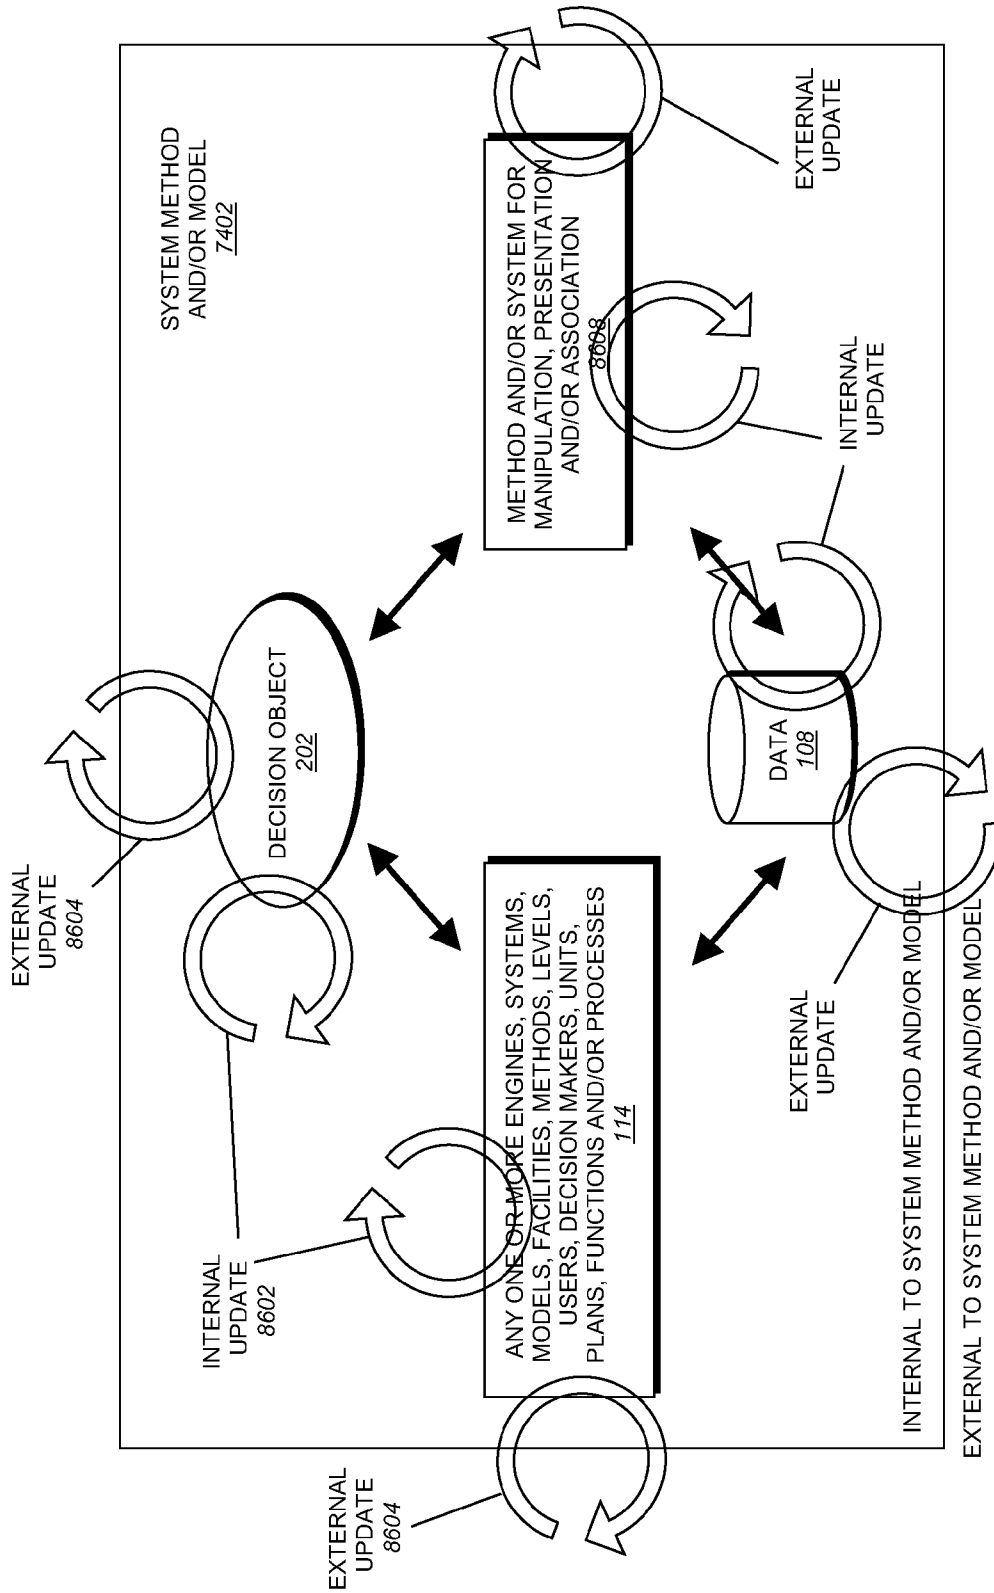 SYSTEM METHOD
AND/OR MODEL
7402
EXTERNAL
UPDATE
8604
DECISION OBJECT
202
INTERNAL
UPDATE
8602
EXTERNAL
UPDATE
8604
ANY ONE OR MORE ENGINES, SYSTEMS,
MODELS, FACILITIES, METHODS, LEVELS,
USERS, DECISION MAKERS, UNITS,
PLANS, FUNCTIONS AND/OR PROCESSES
114
METHOD AND/OR SYSTEM FOR
MANIPULATION, PRESENTATION
AND/OR ASSOCIATION
8608
EXTERNAL
UPDATE
DATA
108
INTERNAL
UPDATE
EXTERNAL
UPDATE
INTERNAL TO SYSTEM METHOD AND/OR MODEL
EXTERNAL TO SYSTEM METHOD AND/OR MODEL